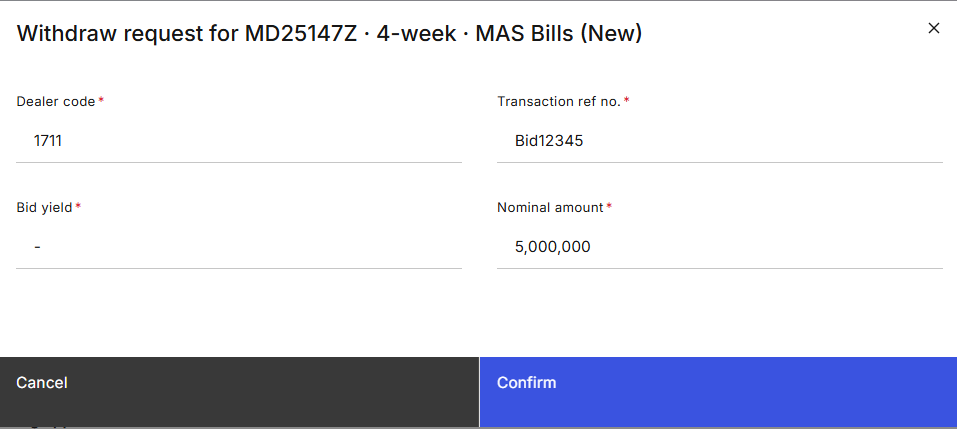 Withdraw request for MD25147Z · 4-week · MAS Bills (New)
Dealer code *
Transaction ref no. *
1711
Bid12345
Bid yield *
Nominal amount *
-
5,000,000
Cancel
Confirm